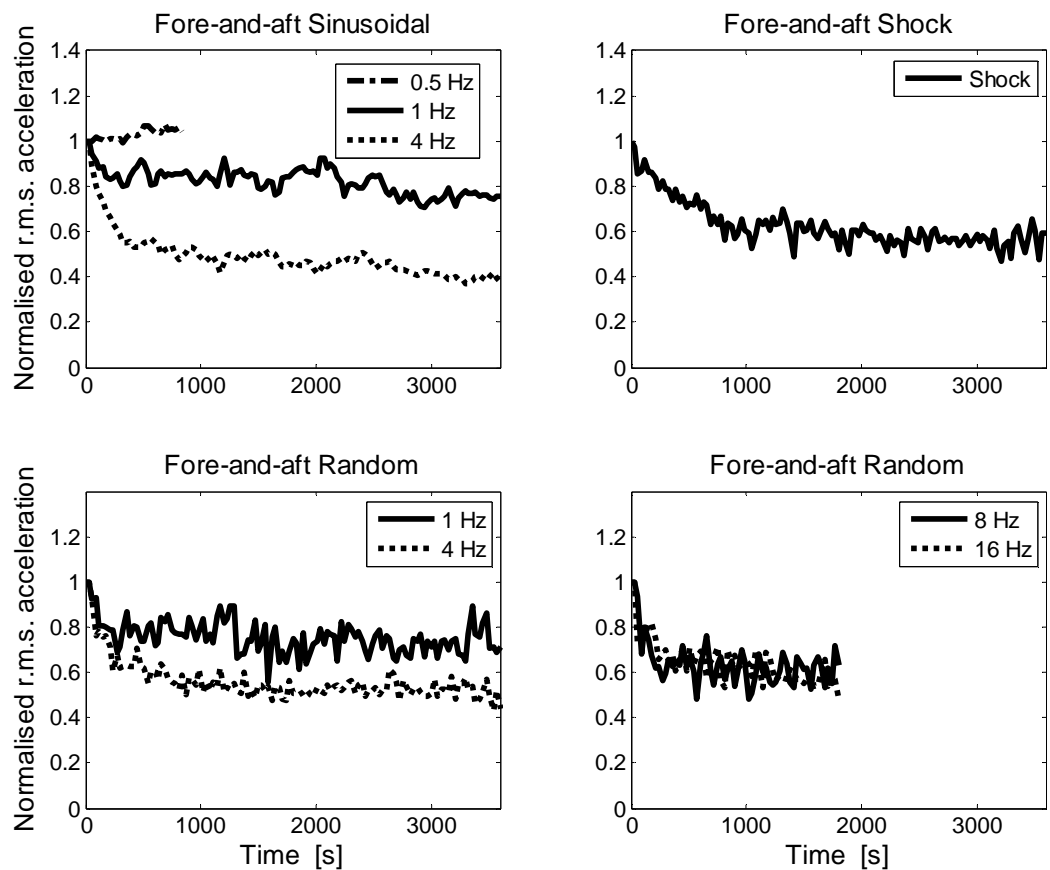 Fore-and-aft Sinusoidal
Normalised r.m.s. acceleration
1.4
1.2
1
0.8
0.6
0.4
0.2
0
0 1000 2000 3000
0.5 Hz
1 Hz
4 Hz
Fore-and-aft Shock
1.4
1.2
1
0.8
0.6
0.4
0.2
0
0 1000 2000 3000
Shock
Fore-and-aft Random
Normalised r.m.s. acceleration
1.2
1
0.8
0.6
0.4
0.2
0
0 1000 2000 3000
Time [s]
1 Hz
4 Hz
Fore-and-aft Random
1.2
1
0.8
0.6
0.4
0.2
0
0 1000 2000 3000
Time [s]
8 Hz
16 Hz